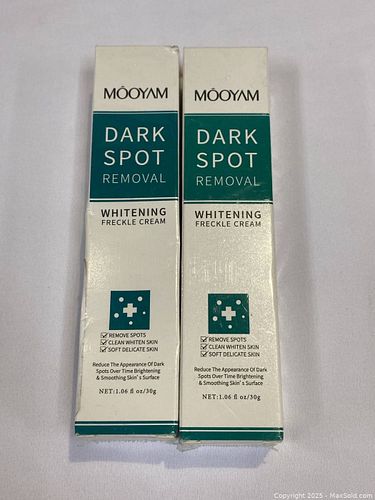 MÔOYAM
DARK
SPOT
REMOVAL
WHITENING
FRECKLE CREAM
REMOVE SPOTS
CLEAN WHITEN SKIN
SOFT DELICATE SKIN
Reduce The Appearance Of Dark
Spots Over Time Brightening
& Smoothing Skin's Surface
NET:1.06 fl oz/30g
MÔOYAM
DARK
SPOT
REMOVAL
WHITENING
FRECKLE CREAM
REMOVE SPOTS
CLEAN WHITEN SKIN
SOFT DELICATE SKIN
Reduce The Appearance Of Dark
Spots Over Time Brightening
& Smoothing Skin's Surface
NET:1.06 fl oz/30g
Copyright 2025 - MaxSold.com